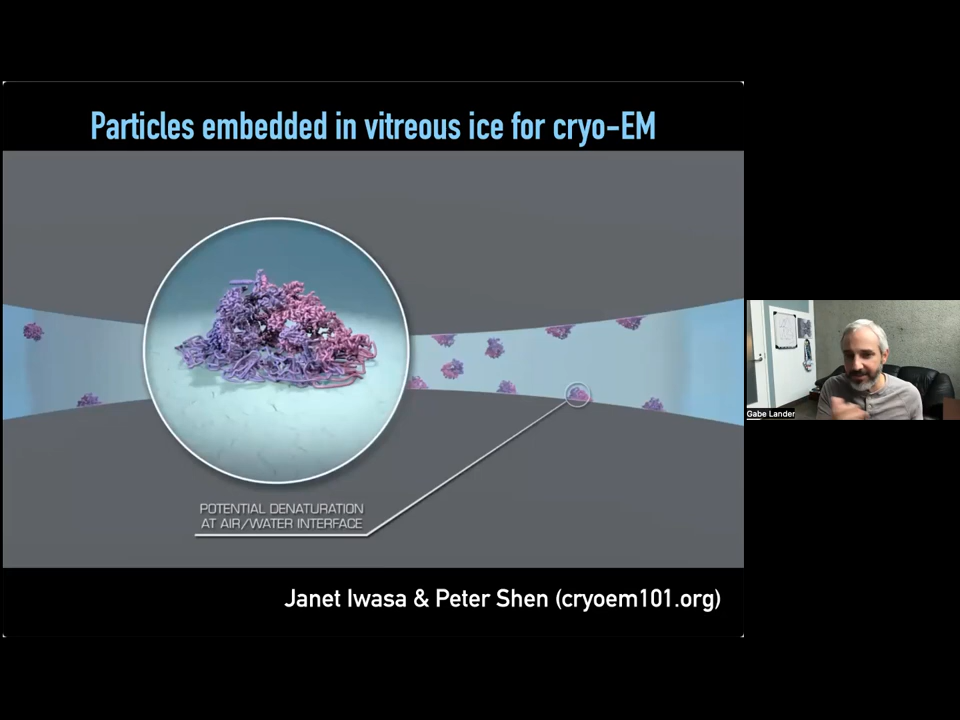 Particles embedded in vitreous ice for cryo-EM
POTENTIAL DENATURATION
AT AIR/WATER INTERFACE
Janet Iwasa & Peter Shen (cryoem101.org)
Gabe Lander